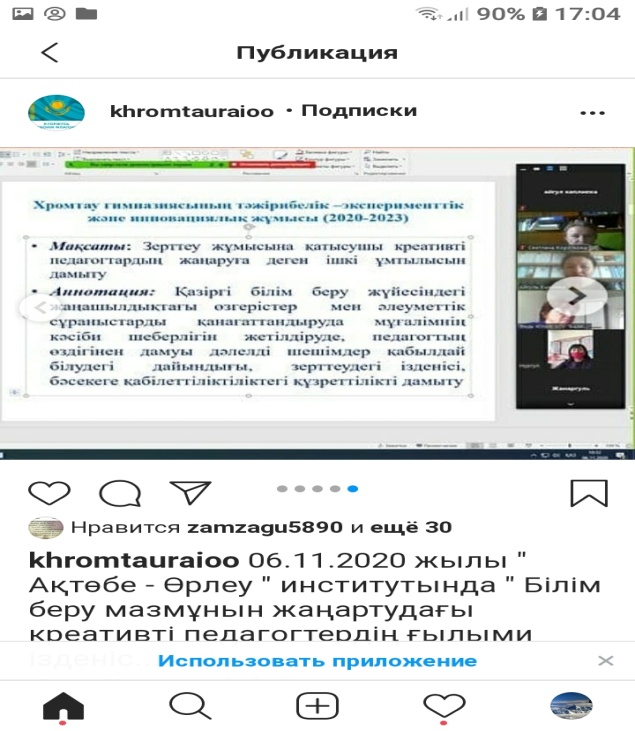 90% 17:04
Публикация
khromtauraioo • Подписки
Хромтау гимназиясының тәжірибелік –эксперименттік
және инновациялық жұмысы (2020-2023)
• Мақсаты: Зерттеу жұмысына қатысушы креативті
педагогтардың жаңаруға деген ішкі ұмтылысын
дамыту
• Аннотация: Қазіргі білім беру жүйесіндегі
жаңашылдықтағы өзгерістер мен әлеуметтік
сұраныстарды қанағаттандыруда мұғалімнің
кәсіби шеберлігін жетілдіруде, педагогтың
өздігінен дамуы дәлелді шешімдер қабылдай
білудегі дайындығы, зерттеудегі ізденісі,
бәсекеге қабілеттіліктіліктегі құзреттілікті дамыту
Жанаргуль
Нравится zamzagu5890 и ещё 30
khromtauraioo 06.11.2020 жылы "
Ақтөбе - Өрлеу " институтында " Білім
беру мазмұнын жаңартудағы
креативті педагогтердің ғылыми
ізденіс...
Использовать приложение